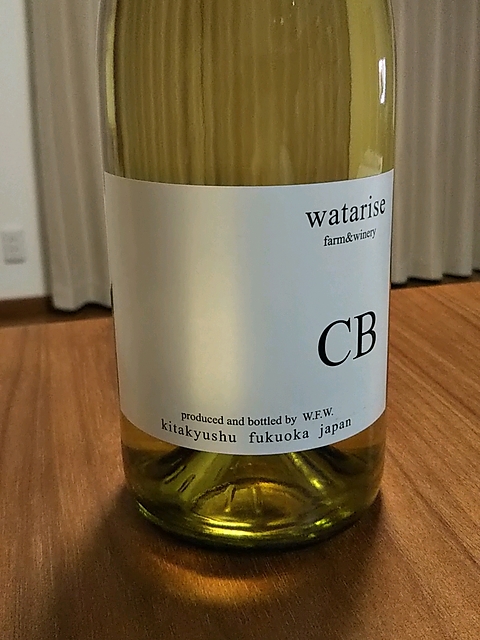 watarise
farm&winery
CB
produced and bottled by W.F.W.
kitakyushu fukuoka japan